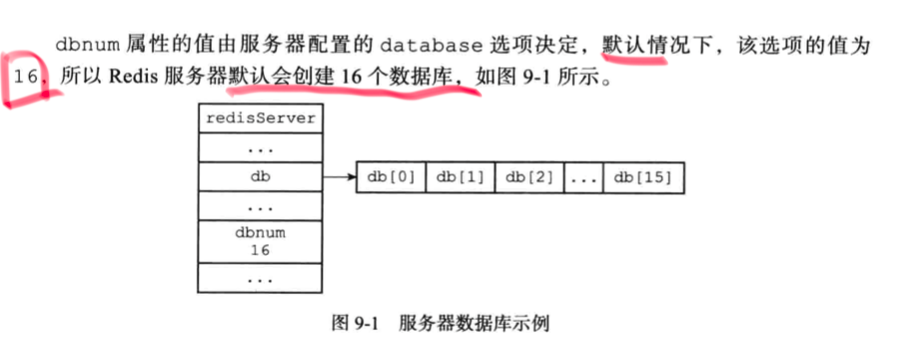 dbnum 属性的值由服务器配置的 database 选项决定，默认情况下，该选项的值为
16，所以 Redis 服务器默认会创建 16 个数据库，如图 9-1 所示。
redisServer
...
db
db[0] db[1] db[2] ... db[15]
...
dbnum
16
...
图 9-1 服务器数据库示例